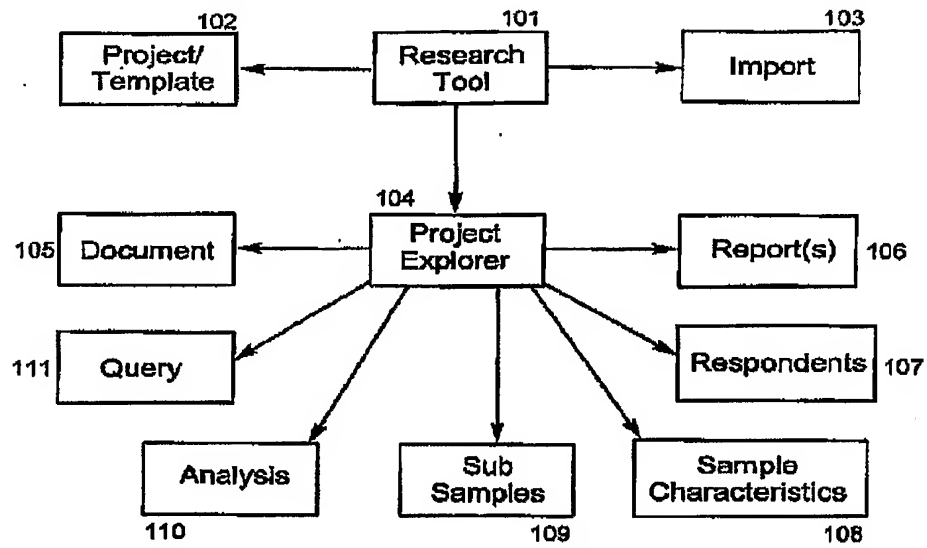 102
101
103
Project/
Template
Research
Tool
Import
104
105
Document
Project
Explorer
Report(s)
106
111
Query
Respondents
107
Analysis
Sub
Samples
Sample
Characteristics
110
109
108